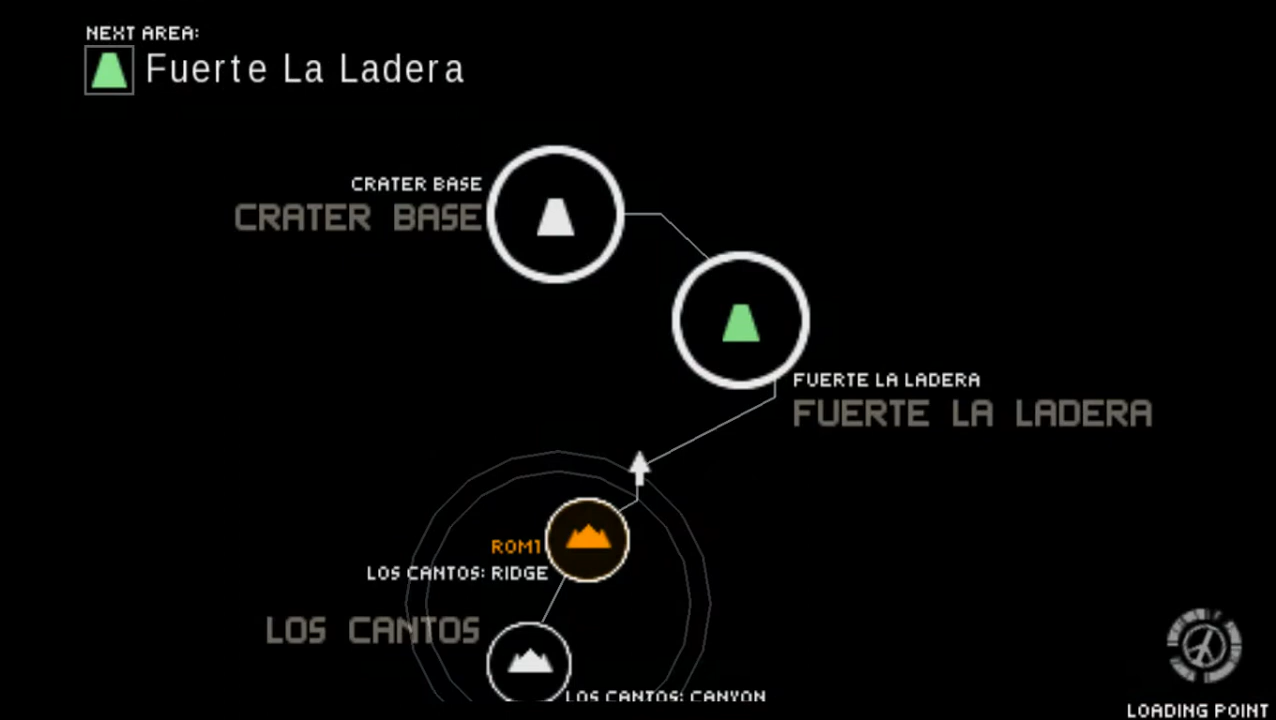 NEXT AREA:
Fuerte La Ladera
CRATER BASE
CRATER BASE
FUERTE LA LADERA
FUERTE LA LADERA
ROM1
LOS CANTOS: RIDGE
LOS CANTOS
LOS CANTOS: CANYON
LOADING POINT